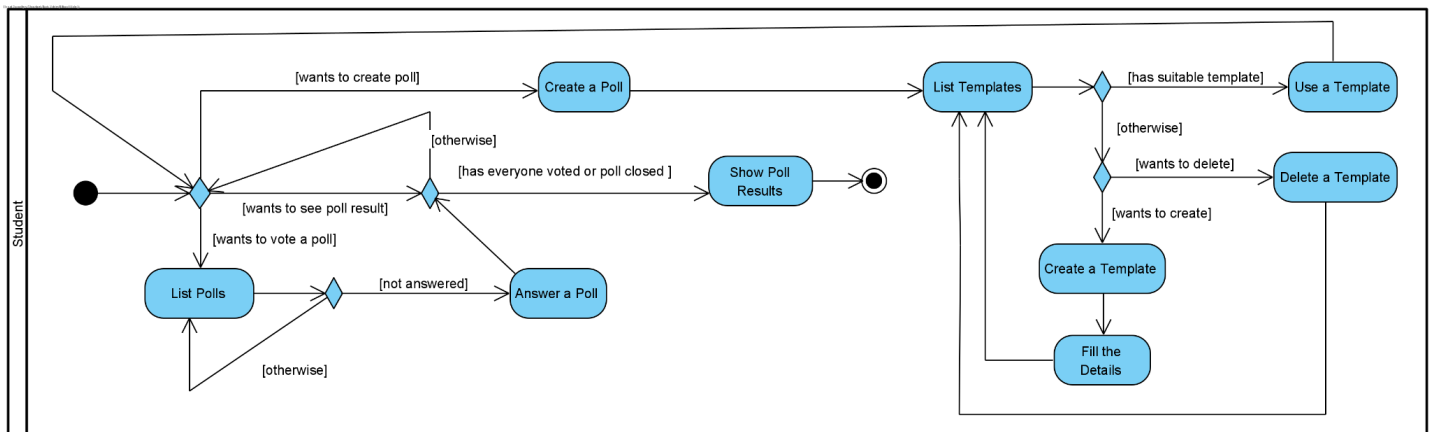 [wants to create poll]
Create a Poll
List Templates
[has suitable template]
Use a Template
[otherwise]
[otherwise]
[has everyone voted or poll closed ]
Show Poll
Results
[wants to delete]
Delete a Template
[wants to see poll result]
[wants to create]
Student
[wants to vote a poll]
Create a Template
List Polls
[not answered]
Answer a Poll
[otherwise]
Fill the
Details